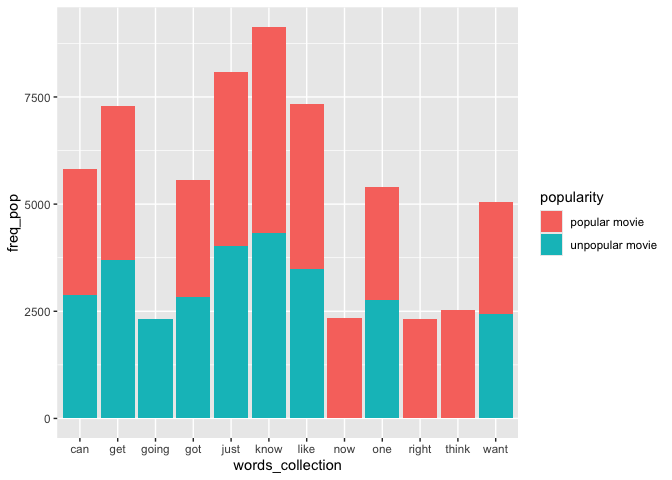 7500
5000
2500
0
freq_pop
can get going got just know like now one right think want
words_collection
popularity
popular movie
unpopular movie